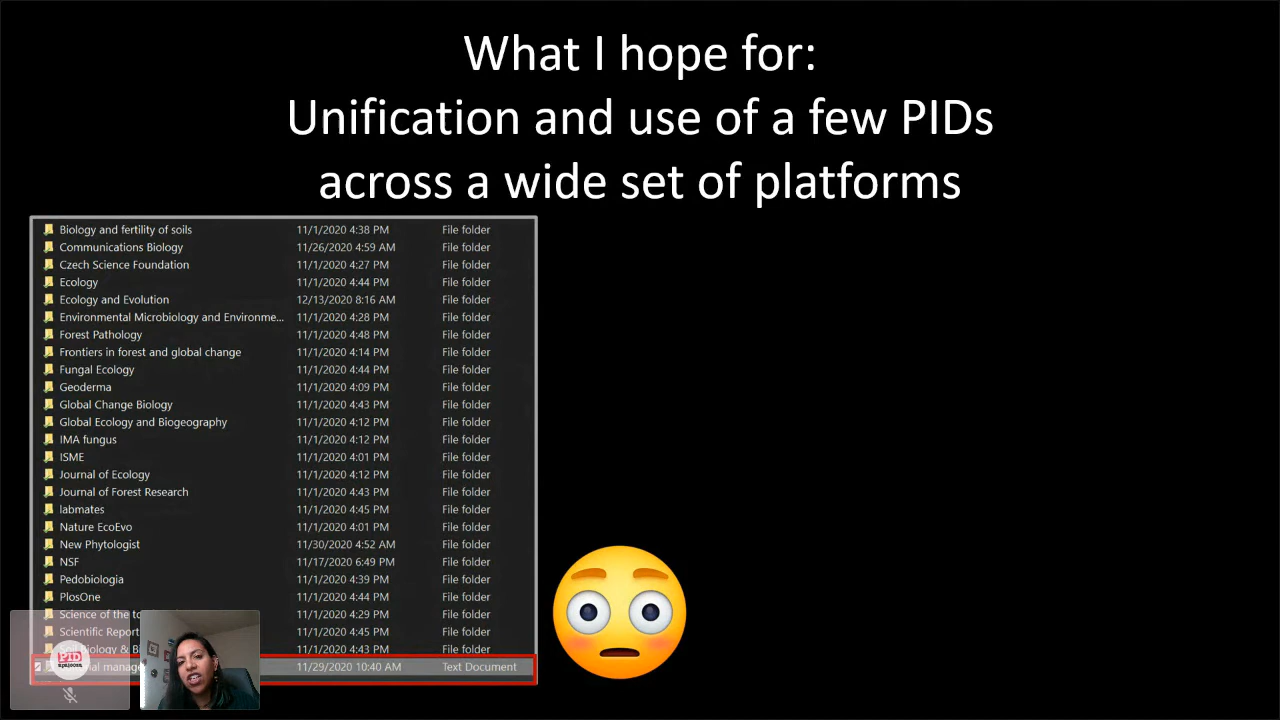 What I hope for:
Unification and use of a few PIDs
across a wide set of platforms
Biology and fertility of soils 11/1/2020 4:38 PM File folder
Communications Biology 11/26/2020 4:59 AM File folder
Czech Science Foundation 11/1/2020 4:27 PM File folder
Ecology 11/1/2020 4:44 PM File folder
Ecology and Evolution 12/13/2020 8:16 AM File folder
Environmental Microbiology and Environme... 11/1/2020 4:28 PM File folder
Forest Pathology 11/1/2020 4:48 PM File folder
Frontiers in forest and global change 11/1/2020 4:14 PM File folder
Fungal Ecology 11/1/2020 4:44 PM File folder
Geoderma 11/1/2020 4:09 PM File folder
Global Change Biology 11/1/2020 4:43 PM File folder
Global Ecology and Biogeography 11/1/2020 4:12 PM File folder
IMA fungus 11/1/2020 4:12 PM File folder
ISME 11/1/2020 4:01 PM File folder
Journal of Ecology 11/1/2020 4:12 PM File folder
Journal of Forest Research 11/1/2020 4:43 PM File folder
labmates 11/1/2020 4:45 PM File folder
Nature EcoEvo 11/1/2020 4:01 PM File folder
New Phytologist 11/30/2020 4:52 AM File folder
NSF 11/17/2020 6:49 PM File folder
Pedobiologia 11/1/2020 4:39 PM File folder
PlosOne 11/1/2020 4:44 PM File folder
Science of the 11/1/2020 4:29 PM File folder
Scientific Report 11/1/2020 4:45 PM File folder
Soil Biology & 11/1/2020 4:43 PM File folder
11/29/2020 10:40 AM Text Document
PID